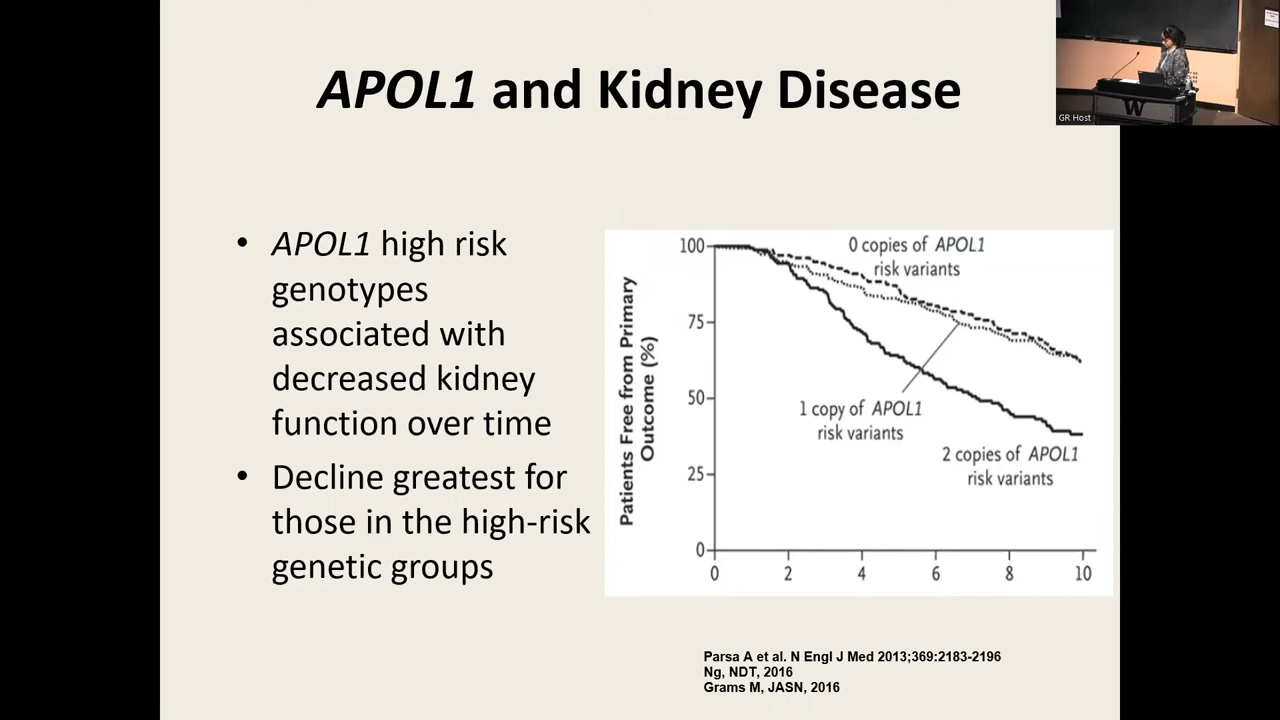 APOL1 and Kidney Disease
GR Host
W
• APOL1 high risk
genotypes
associated with
decreased kidney
function over time
• Decline greatest for
those in the high-risk
genetic groups
Patients Free from Primary
Outcome (%)
100
75
50
25
0
0 copies of APOL1
risk variants
1 copy of APOL1
risk variants
2 copies of APOL1
risk variants
0 2 4 6 8 10
Parsa A et al. N Engl J Med 2013;369:2183-2196
Ng, NDT, 2016
Grams M, JASN, 2016